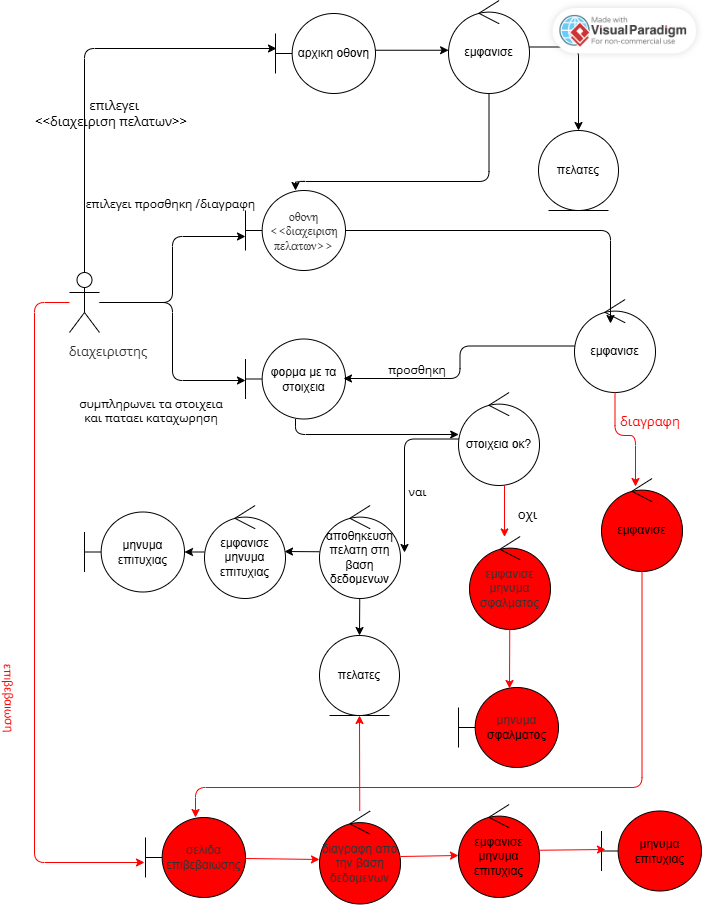 Made with
VisualParadigm
For non-commercial use
αρχικη οθονη
εμφανισε
επιλεγει
<<διαχειριση πελατων>>
πελατες
επιλεγει προσθηκη /διαγραφη
οθονη
<<διαχειριση
πελατων>>
διαχειριστης
εμφανισε
φορμα με τα
στοιχεια
προσθηκη
συμπληρωνει τα στοιχεια
και παταει καταχωρηση
διαγραφη
στοιχεια οκ?
ναι
οχι
εμφανισε
μηνυμα
επιτυχιας
εμφανισε
μηνυμα
επιτυχιας
αποθηκευση
πελατη στη
βαση
δεδομενων
εμφανισε
μηνυμα
σφαλματος
πελατες
επιβεβαιωση
μηνυμα
σφαλματος
σελιδα
επιβεβαιωσης
διαγραφη απο
την βαση
δεδομενων
εμφανισε
μηνυμα
επιτυχιας
μηνυμα
επιτυχιας